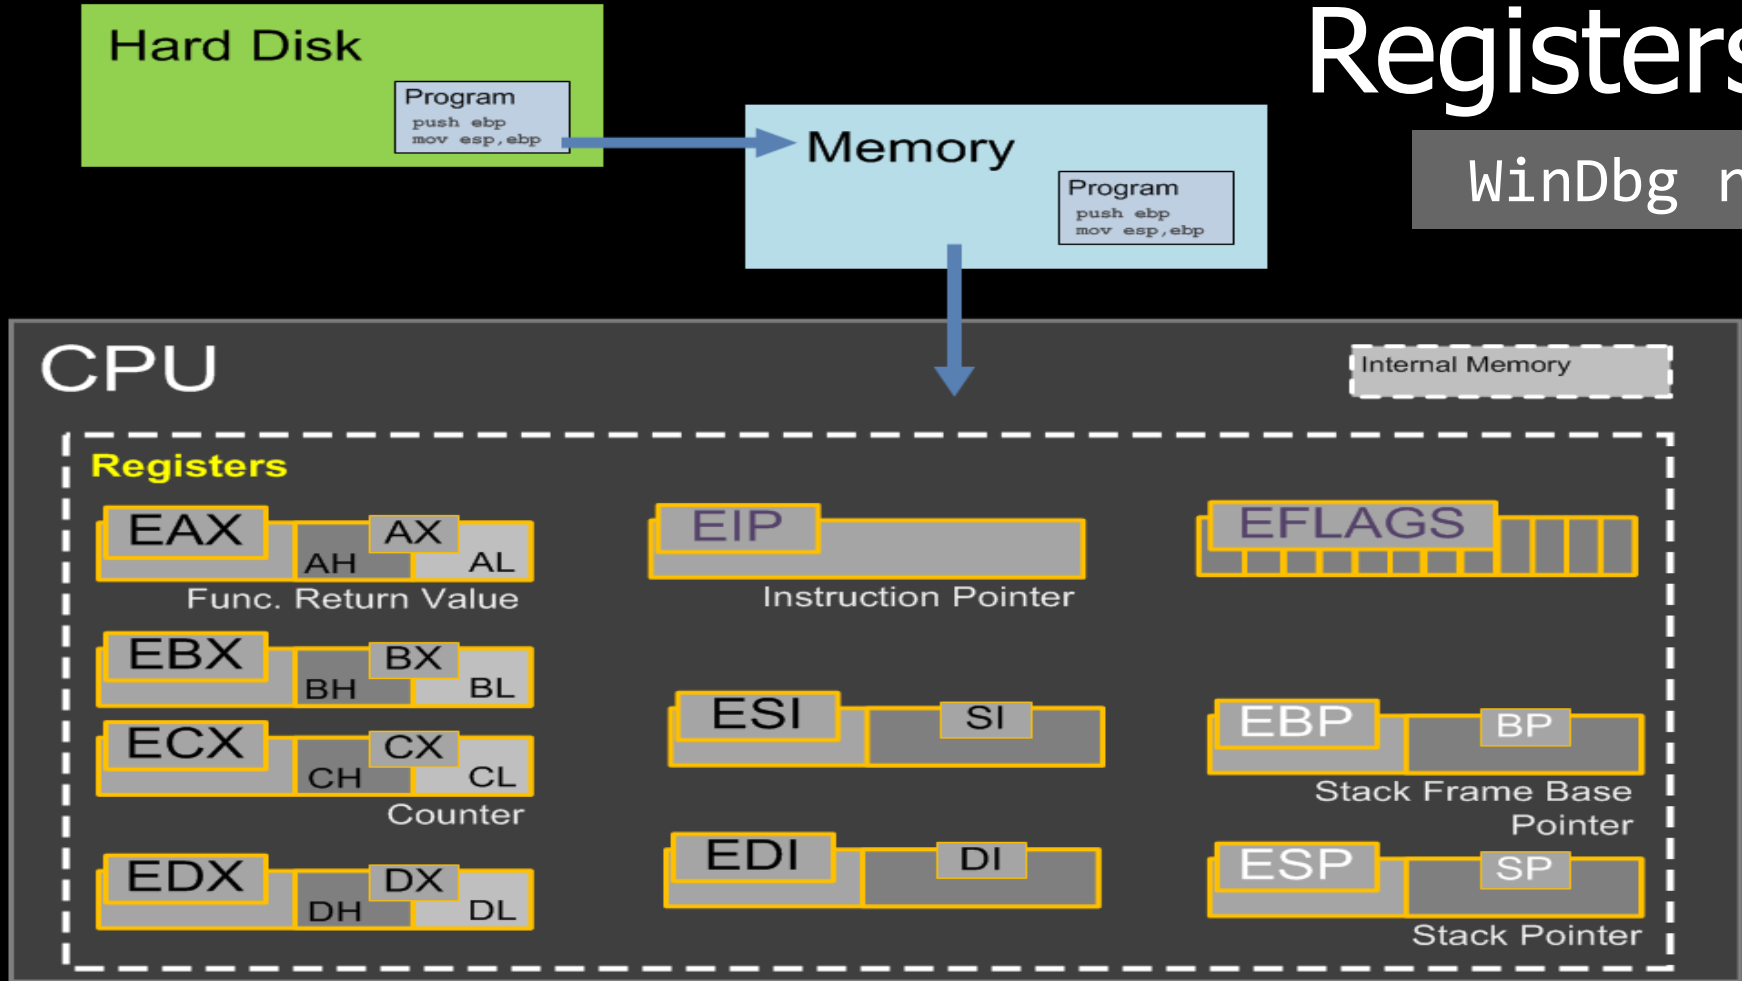 Hard Disk
Program
push ebp
mov esp,ebp
Registers
WinDbg
Memory
Program
push ebp
mov esp,ebp
CPU
Internal Memory
Registers
EAX AX
AH AL
Func. Return Value
EIP
Instruction Pointer
EFLAGS
EBX BX
BH BL
ECX CX
CH CL
Counter
EDX DX
DH DL
ESI SI
EDI DI
EBP BP
Stack Frame Base
Pointer
ESP SP
Stack Pointer